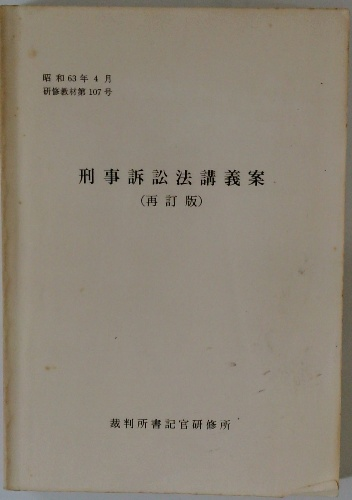 昭和63年4月
研修教材第107号
刑事訴訟法講義案
(再訂版)
裁判所書記官研修所